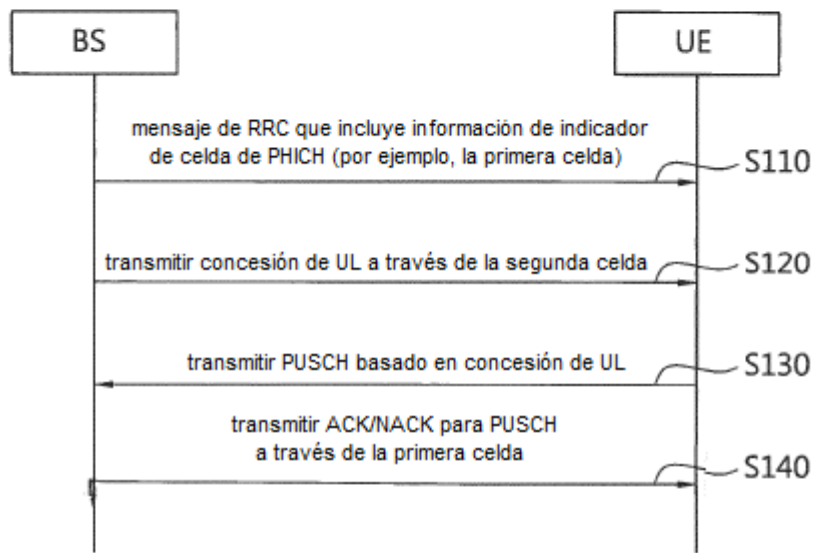 BS
UE
mensaje de RRC que incluye información de indicador
de celda de PHICH (por ejemplo, la primera celda)
S110
transmitir concesión de UL a través de la segunda celda
S120
transmitir PUSCH basado en concesión de UL
S130
transmitir ACK/NACK para PUSCH
a través de la primera celda
S140